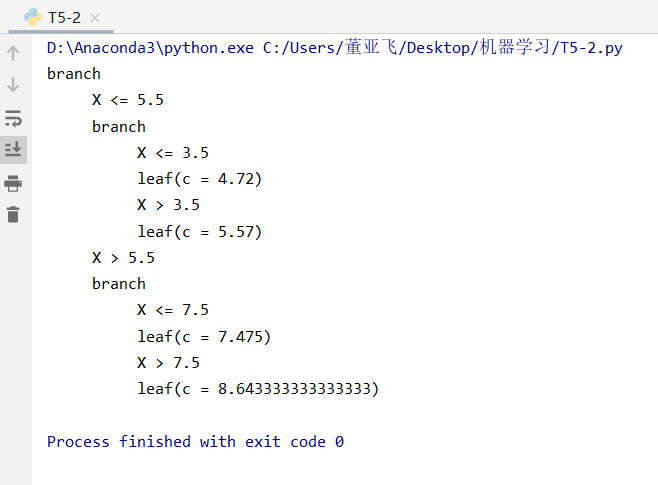 T5-2
D:\Anaconda3\python.exe C:/Users/董亚飞/Desktop/机器学习/T5-2.py
branch
X <= 5.5
branch
X <= 3.5
leaf(c = 4.72)
X > 3.5
leaf(c = 5.57)
X > 5.5
branch
X <= 7.5
leaf(c = 7.475)
X > 7.5
leaf(c = 8.643333333333333)
Process finished with exit code 0